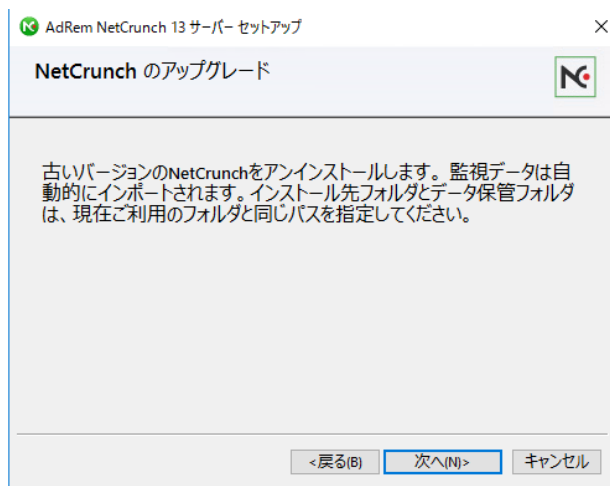 AdRem NetCrunch 13 サーバー セットアップ
NetCrunch のアップグレード
古いバージョンのNetCrunchをアンインストールします。監視データは自
動的にインポートされます。インストール先フォルダとデータ保管フォルダ
は、現在ご利用のフォルダと同じパスを指定してください。
<戻る(B)
次へ(N)>
キャンセル